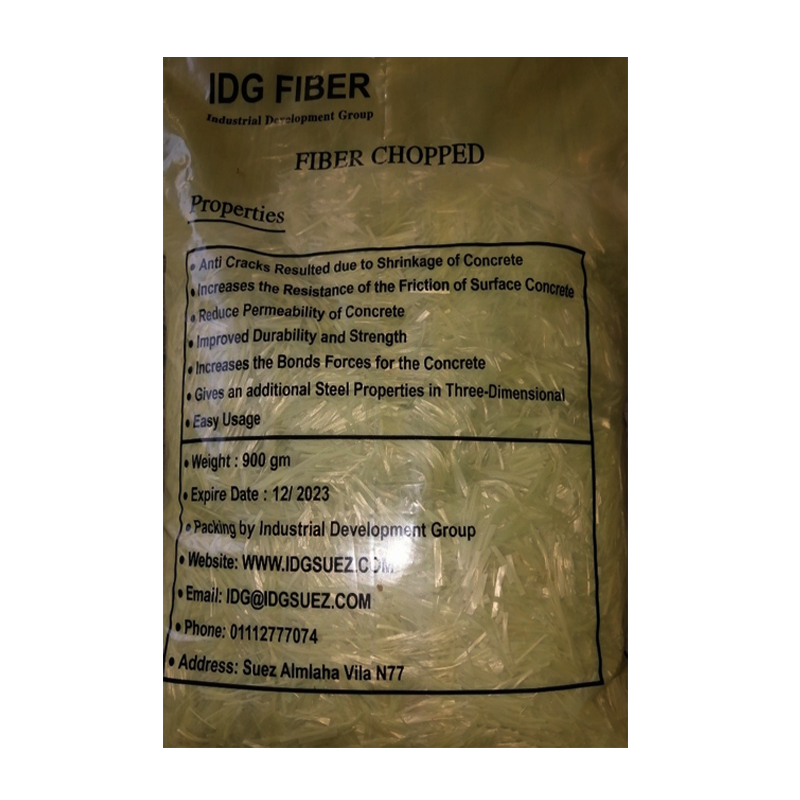 IDG FIBER
Industrial Development Group
FIBER CHOPPED
Properties
• Anti Cracks Resulted due to Shrinkage of Concrete
• Increases the Resistance of the Friction of Surface Concrete
• Reduce Permeability of Concrete
• Improved Durability and Strength
• Increases the Bonds Forces for the Concrete
• Gives an additional Steel Properties in Three-Dimensional
• Easy Usage
• Weight : 900 gm
• Expire Date : 12/ 2023
• Packing by Industrial Development Group
• Website: WWW.IDGSUEZ.COM
• Email: IDG@IDGSUEZ.COM
• Phone: 01112777074
• Address: Suez Almlaha Vila N77